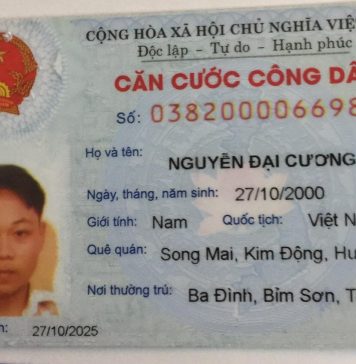 CỘNG HÒA XÃ HỘI CHỦ NGHĨA VIỆ
Độc lập - Tự do - Hạnh phúc
CĂN CƯỚC CÔNG DÂ
Số: 03820000669
Họ và tên:
NGUYỄN ĐẠI CƯƠNG
Ngày, tháng, năm sinh: 27/10/2000
Giới tính: Nam Quốc tịch: Việt N
Quê quán: Song Mai, Kim Động, Hu
Nơi thường trú: Ba Đình, Bỉm Sơn, T
n: 27/10/2025